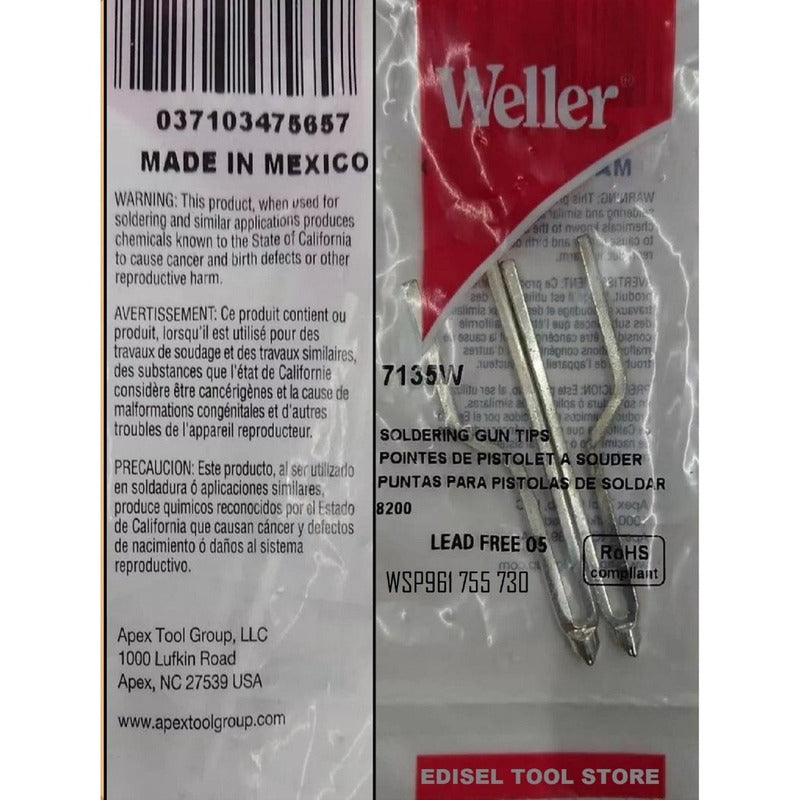 037103475657
MADE IN MEXICO
WARNING: This product, when used for
soldering and similar applications produces
chemicals known to the State of California
to cause cancer and birth defects or other
reproductive harm.
AVERTISSEMENT: Ce produit contient ou
produit, lorsqu'il est utilisé pour des
travaux de soudage et des travaux similaires,
des substances que l'état de Californie
considère être cancérigènes et la cause de
malformations congénitales et d'autres
troubles de l'appareil reproducteur.
PRECAUCION: Este producto, al ser utilizado
en soldadura ó aplicaciones similares,
produce quimicos reconocidos por el Estado
de California que causan cáncer y defectos
de nacimiento ó daños al sistema
reproductivo.
Apex Tool Group, LLC
1000 Lufkin Road
Apex, NC 27539 USA
www.apextoolgroup.com
Weller®
7135W
SOLDERING GUN TIPS
POINTES DE PISTOLET A SOUDER
PUNTAS PARA PISTOLAS DE SOLDAR
8200
LEAD FREE 05
RoHS
compliant
WSP961 755 730
EDISEL TOOL STORE